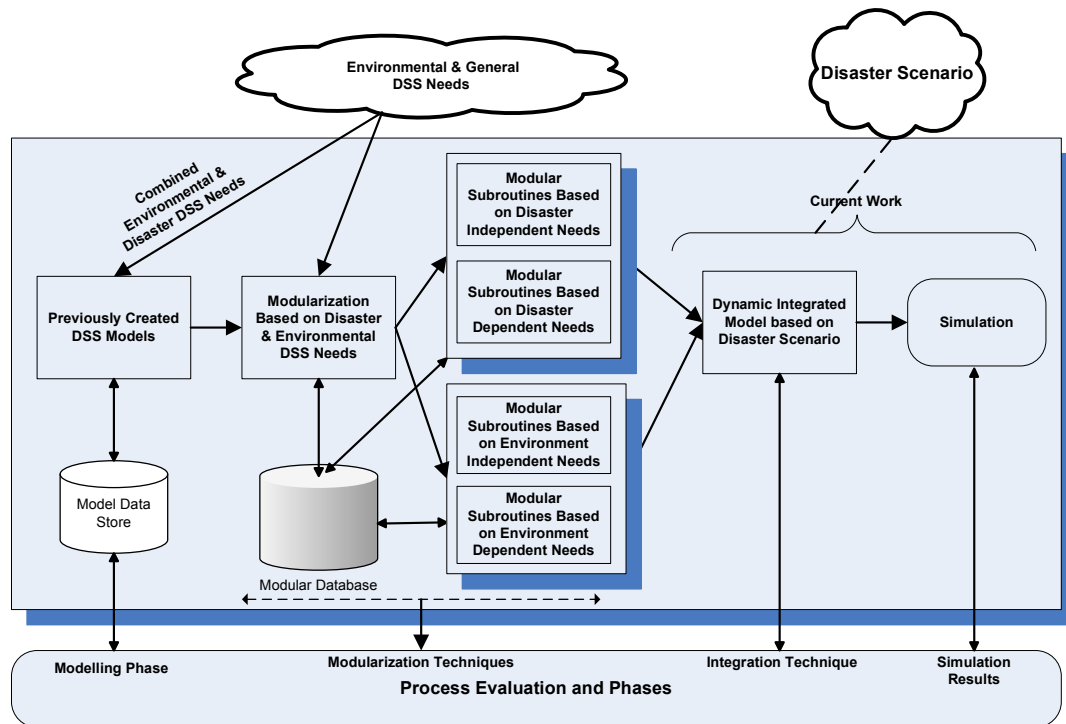 Environmental & General
DSS Needs
Disaster Scenario
Combined
Environmental &
Disaster DSS Needs
Modular
Subroutines Based
on Disaster
Independent Needs
Modular
Subroutines Based
on Disaster
Dependent Needs
Current Work
Previously Created
DSS Models
Modularization
Based on Disaster
& Environmental
DSS Needs
Dynamic Integrated
Model based on
Disaster Scenario
Simulation
Modular
Subroutines Based
on Environment
Independent Needs
Modular
Subroutines Based
on Environment
Dependent Needs
Model Data
Store
Modular Database
Modelling Phase
Modularization Techniques
Integration Technique
Simulation
Results
Process Evaluation and Phases